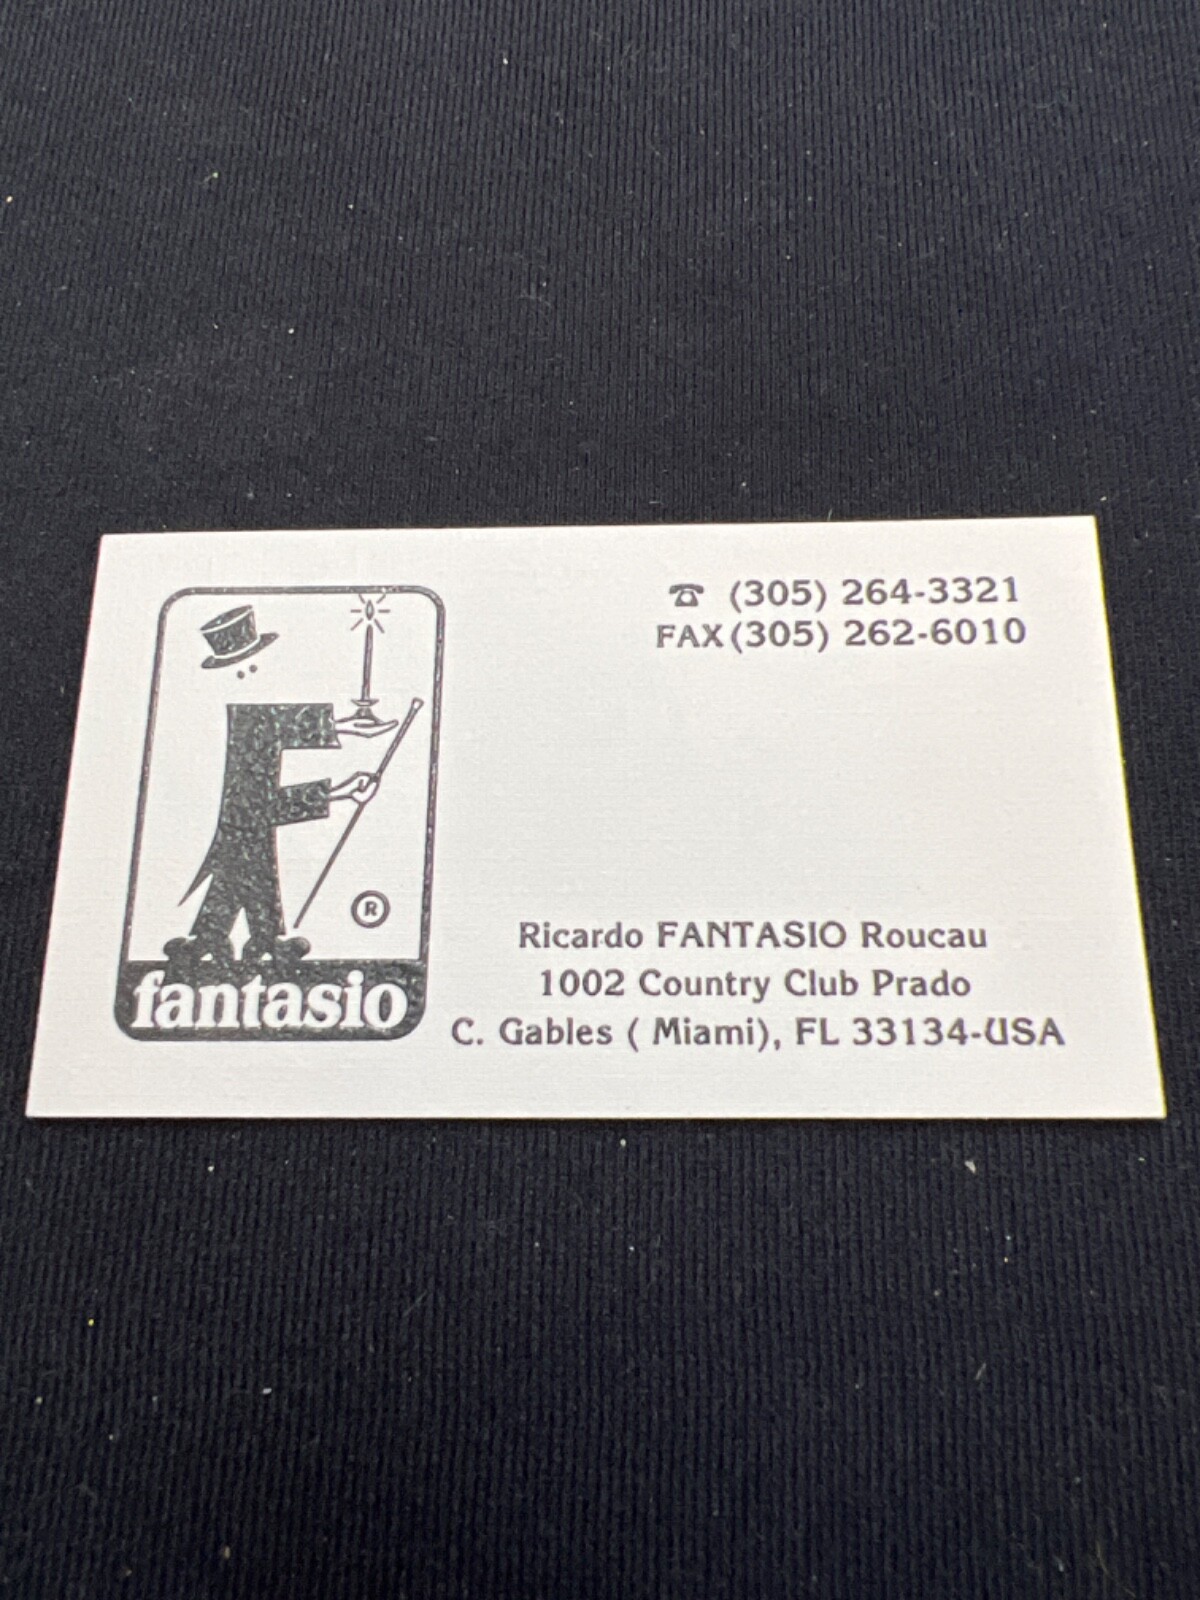 ☎ (305) 264-3321
FAX (305) 262-6010
®
fantasio
Ricardo FANTASIO Roucau
1002 Country Club Prado
C. Gables ( Miami), FL 33134-USA